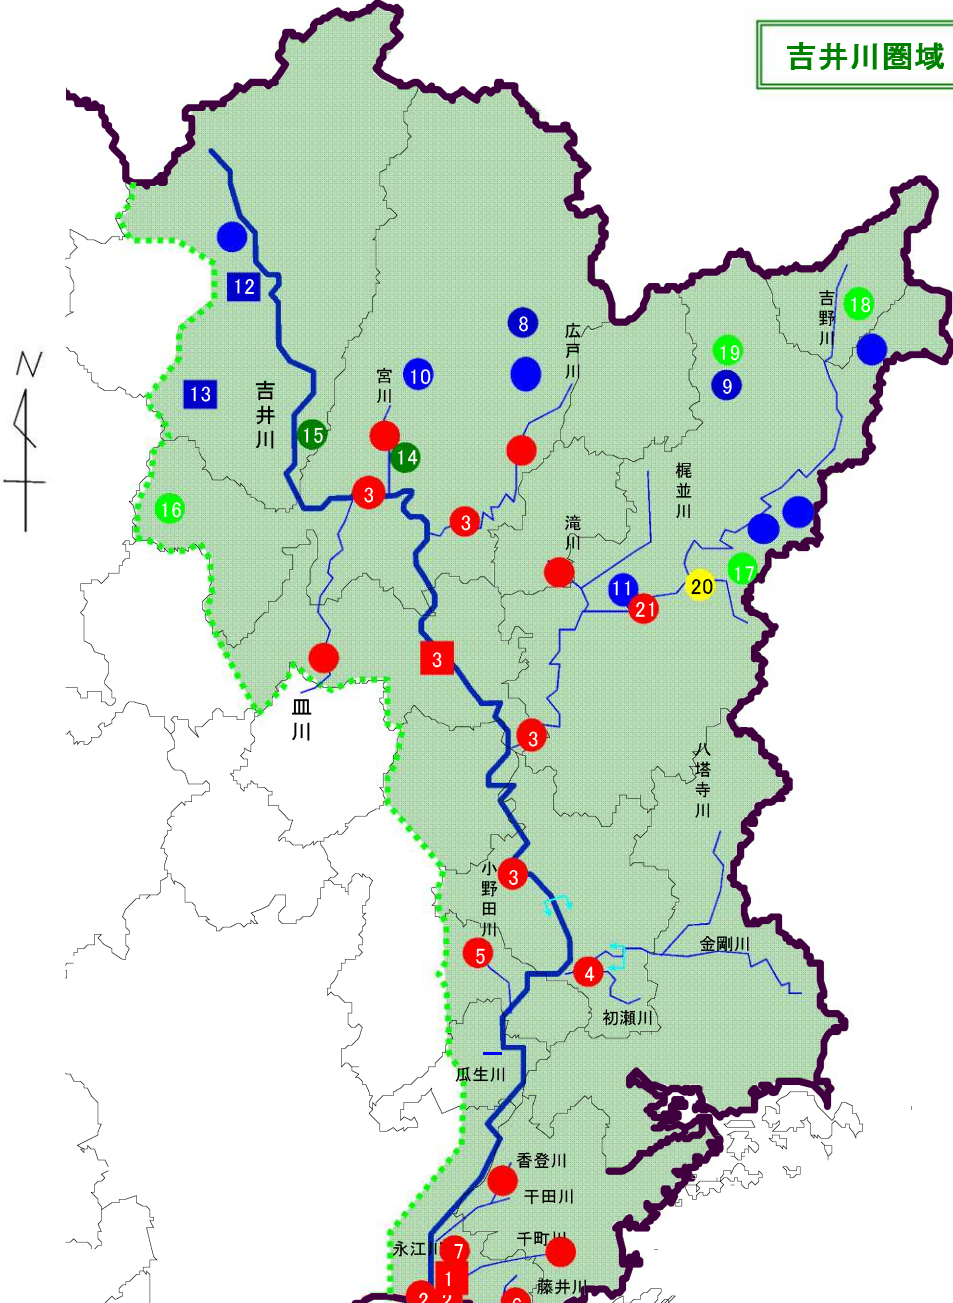 吉井川圏域
N
12
13
吉井川
15
16
宮川
10
14
3
8
広戸川
3
吉野川
18
19
9
梶並川
滝川
11
21
20
17
皿川
3
3
八塔寺川
3
小野田川
5
4
金剛川
初瀬川
瓜生川
香登川
干田川
永江川
7
千町川
1
2
2
6
藤井川